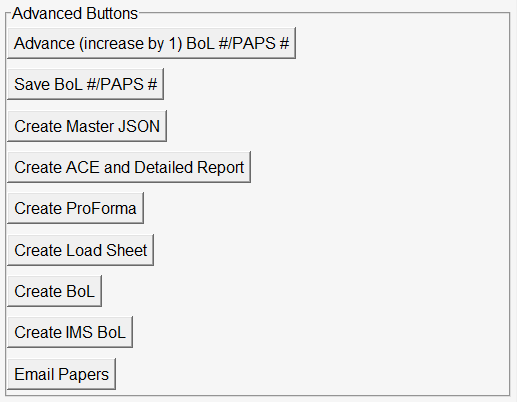 Advanced Buttons
Advance (increase by 1) BoL #/PAPS #
Save BoL #/PAPS #
Create Master JSON
Create ACE and Detailed Report
Create ProForma
Create Load Sheet
Create BoL
Create IMS BoL
Email Papers